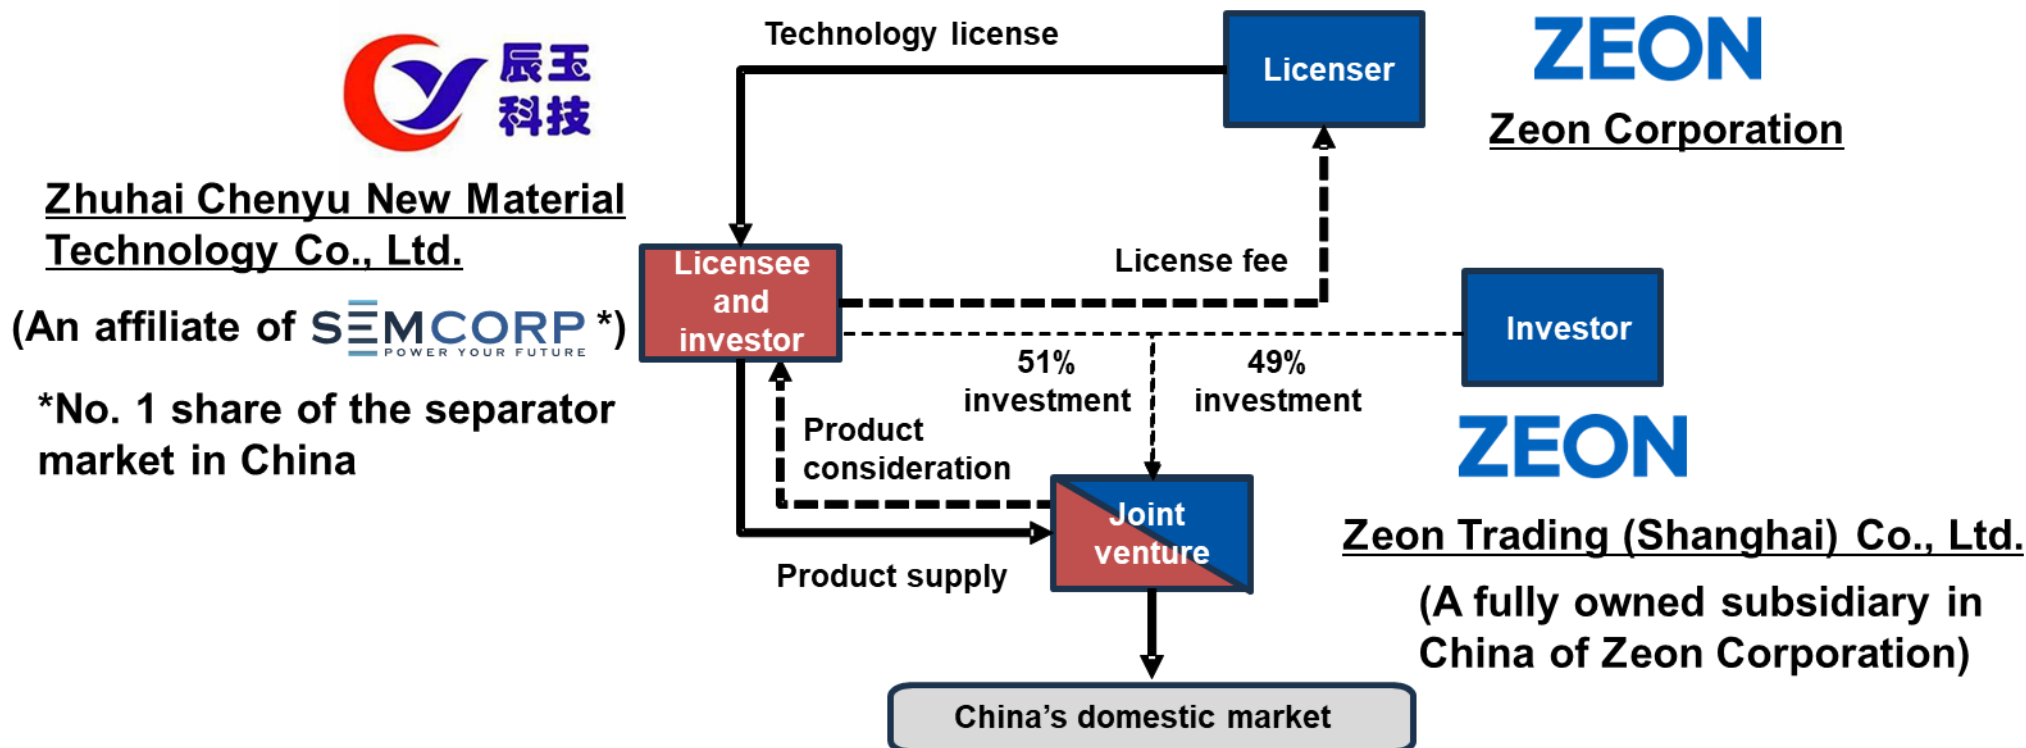 Technology license
辰玉
科技
Licenser
ZEON
Zeon Corporation
Zhuhai Chenyu New Material
Technology Co., Ltd.
(An affiliate of SEMCORP *)
POWER YOUR FUTURE
*No. 1 share of the separator
market in China
Licensee
and
investor
License fee
Investor
51%
investment
49%
investment
Product
consideration
ZEON
Joint
venture
Zeon Trading (Shanghai) Co., Ltd.
(A fully owned subsidiary in
China of Zeon Corporation)
Product supply
China’s domestic market